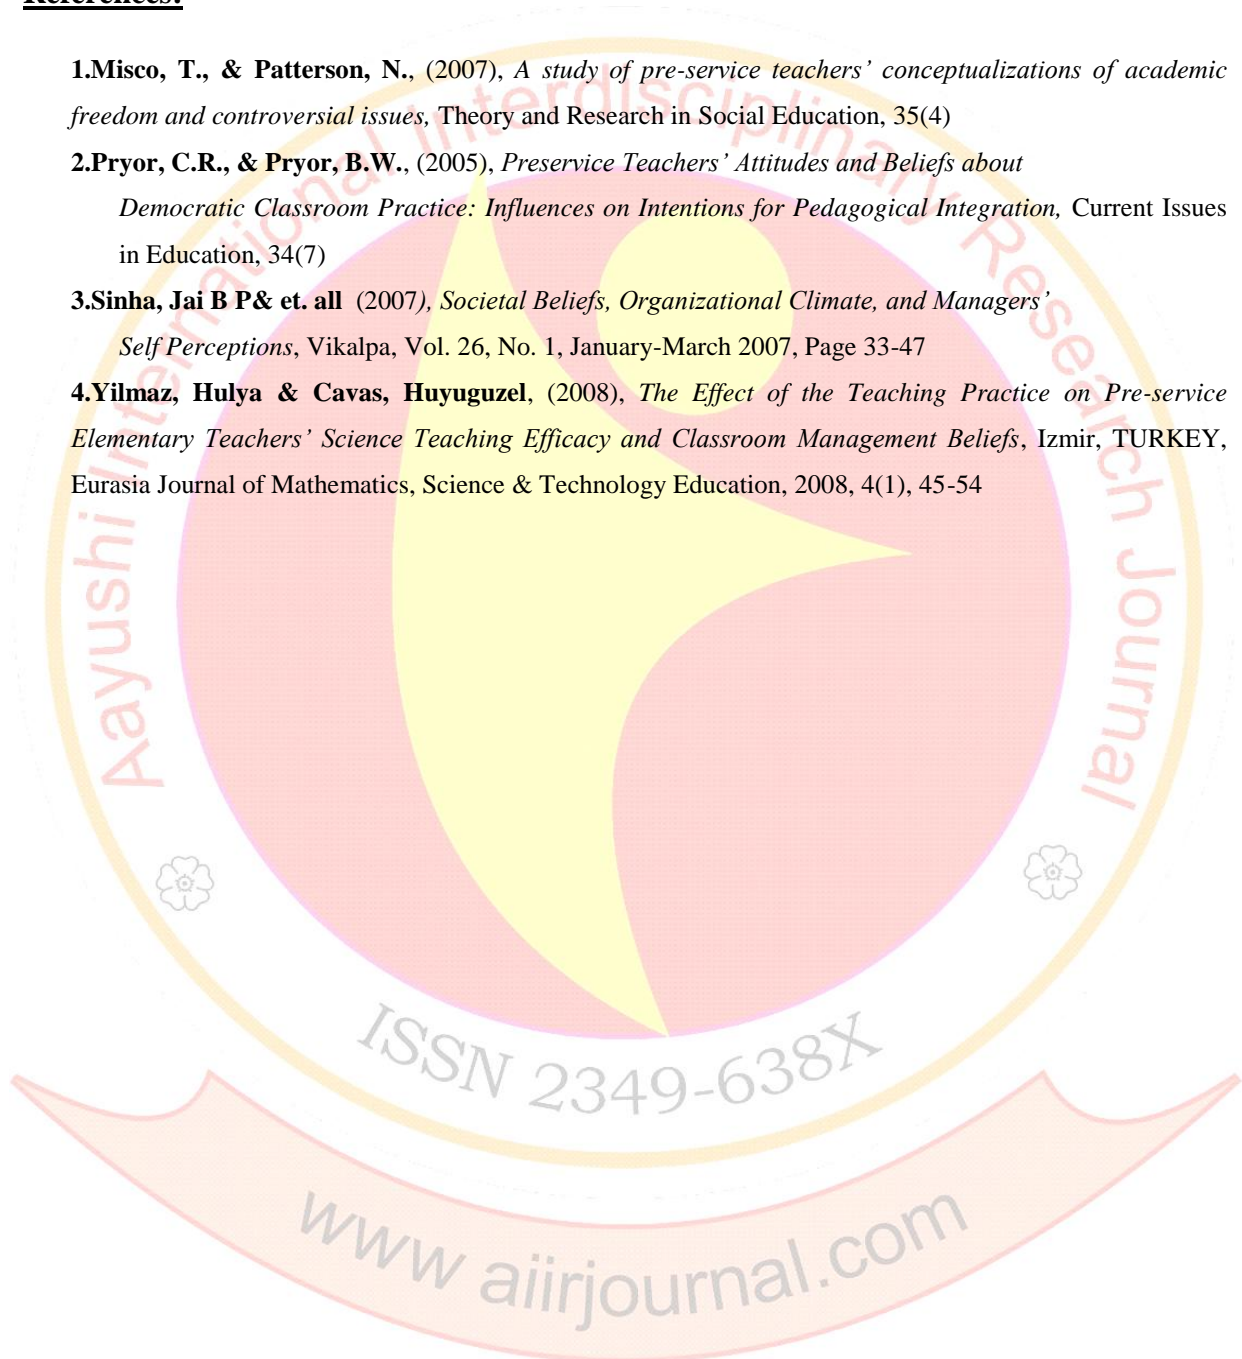 References:
1.Misco, T., & Patterson, N., (2007), A study of pre-service teachers’ conceptualizations of academic
freedom and controversial issues, Theory and Research in Social Education, 35(4)
2.Pryor, C.R., & Pryor, B.W., (2005), Preservice Teachers’ Attitudes and Beliefs about
Democratic Classroom Practice: Influences on Intentions for Pedagogical Integration, Current Issues
in Education, 34(7)
3.Sinha, Jai B P& et. all (2007), Societal Beliefs, Organizational Climate, and Managers’
Self Perceptions, Vikalpa, Vol. 26, No. 1, January-March 2007, Page 33-47
4.Yilmaz, Hulya & Cavas, Huyuguzel, (2008), The Effect of the Teaching Practice on Pre-service
Elementary Teachers’ Science Teaching Efficacy and Classroom Management Beliefs, Izmir, TURKEY,
Eurasia Journal of Mathematics, Science & Technology Education, 2008, 4(1), 45-54
Aayushi International Interdisciplinary Research Journal
ISSN 2349-638X
www aiirjournal.com